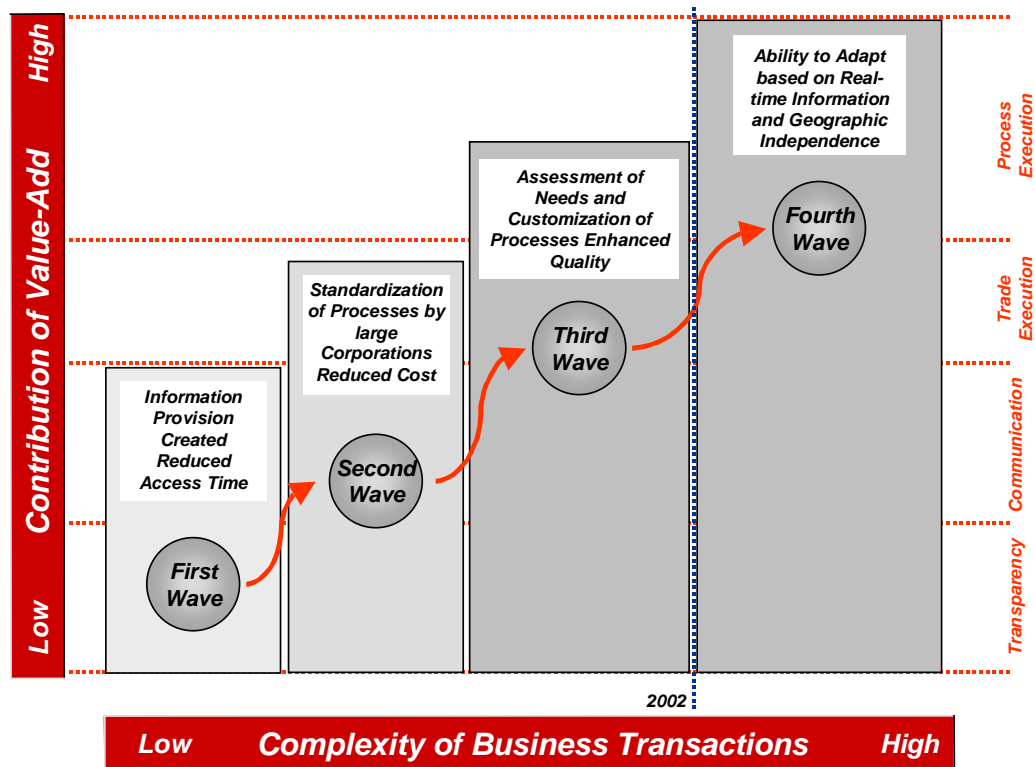 High
Contribution of Value-Add
Low
Information
Provision
Created
Reduced
Access Time
First
Wave
Standardization
of Processes by
large
Corporations
Reduced Cost
Second
Wave
Assessment of
Needs and
Customization of
Processes Enhanced
Quality
Third
Wave
Ability to Adapt
based on Real-
time Information
and Geographic
Independence
Fourth
Wave
Process
Execution
Trade
Execution
Communication
Transparency
2002
Low Complexity of Business Transactions High